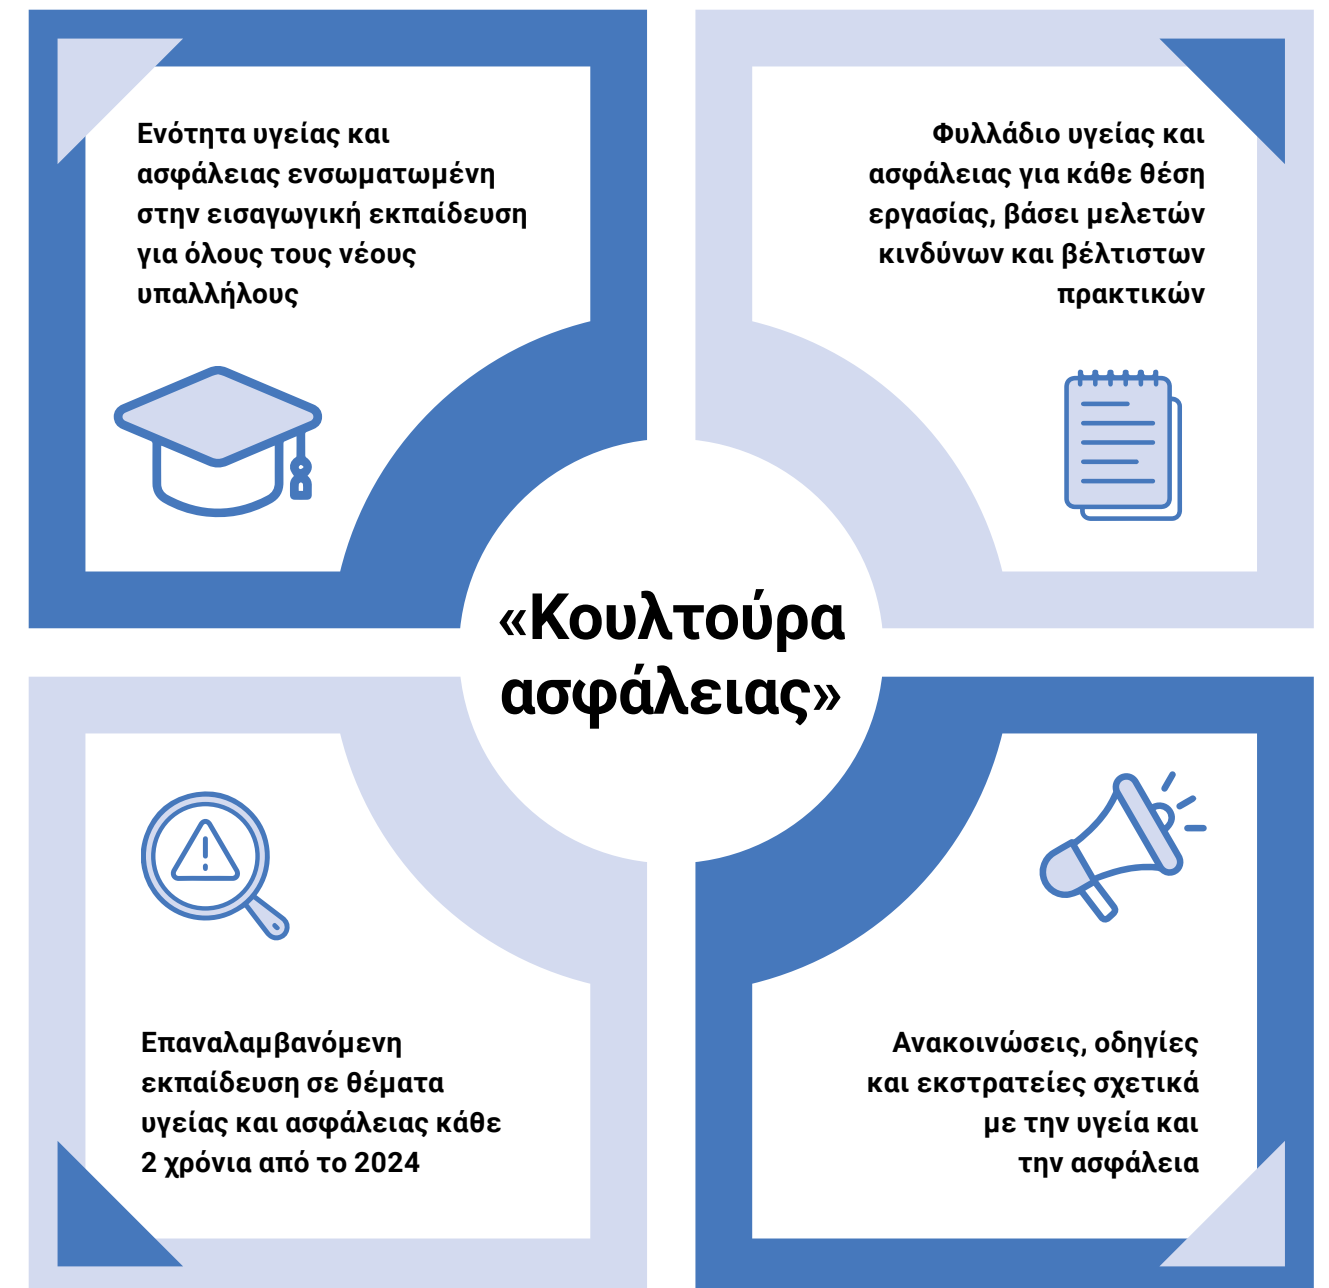 Ενότητα υγείας και
ασφάλειας ενσωματωμένη
στην εισαγωγική εκπαίδευση
για όλους τους νέους
υπαλλήλους
Φυλλάδιο υγείας και
ασφάλειας για κάθε θέση
εργασίας, βάσει μελετών
κινδύνων και βέλτιστων
πρακτικών
«Κουλτούρα
ασφάλειας»
Επαναλαμβανόμενη
εκπαίδευση σε θέματα
υγείας και ασφάλειας κάθε
2 χρόνια από το 2024
Ανακοινώσεις, οδηγίες
και εκστρατείες σχετικά
με την υγεία και
την ασφάλεια